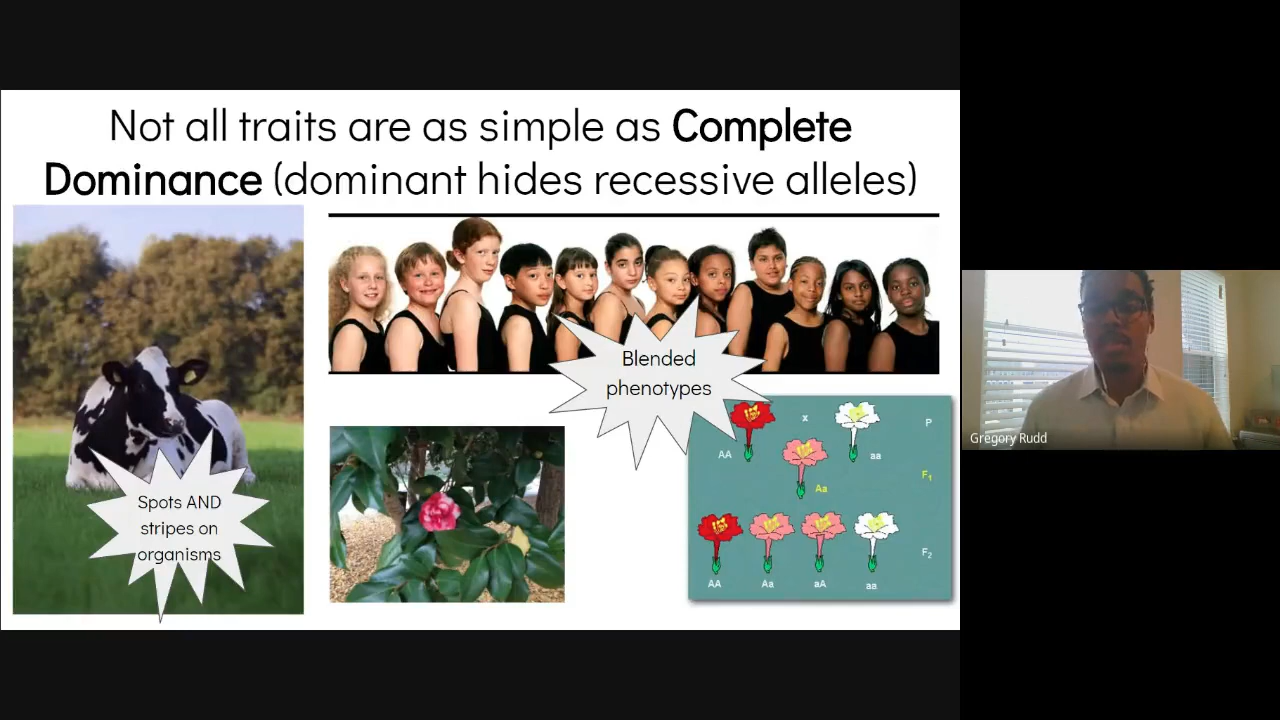 Not all traits are as simple as Complete
Dominance (dominant hides recessive alleles)
Blended
phenotypes
Spots AND
stripes on
organisms
x P
AA aa
Aa F₁
F₂
AA Aa aA aa
Gregory Rudd